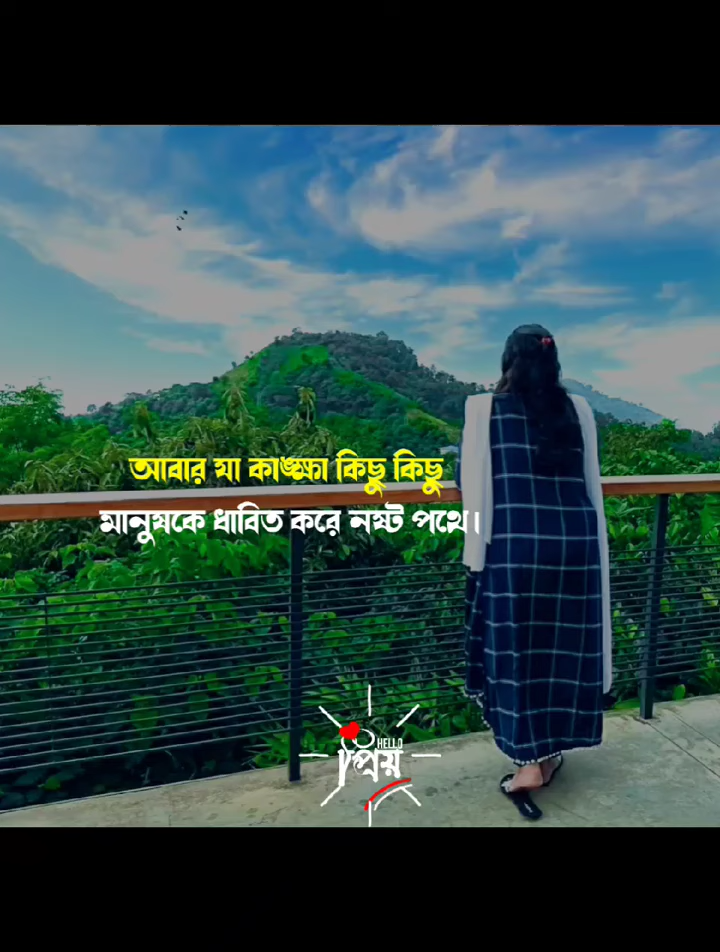 আবার যা কাঙ্ক্ষা কিছু কিছু
মানুষকে ধাবিত করে নষ্ট পথে।
HELLO
প্রিয়